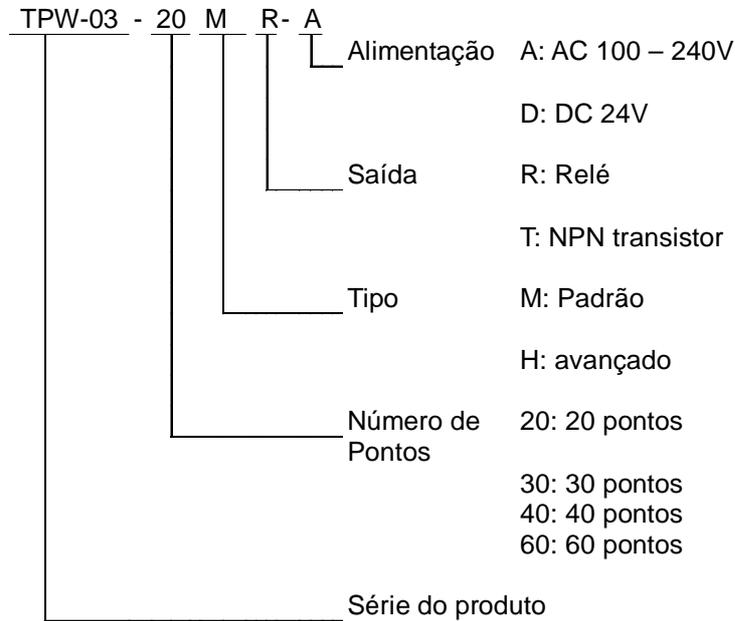 TPW-03 - 20 M R- A
Alimentação A: AC 100 – 240V
D: DC 24V
Saída R: Relé
T: NPN transistor
Tipo M: Padrão
H: avançado
Número de 20: 20 pontos
Pontos
30: 30 pontos
40: 40 pontos
60: 60 pontos
Série do produto